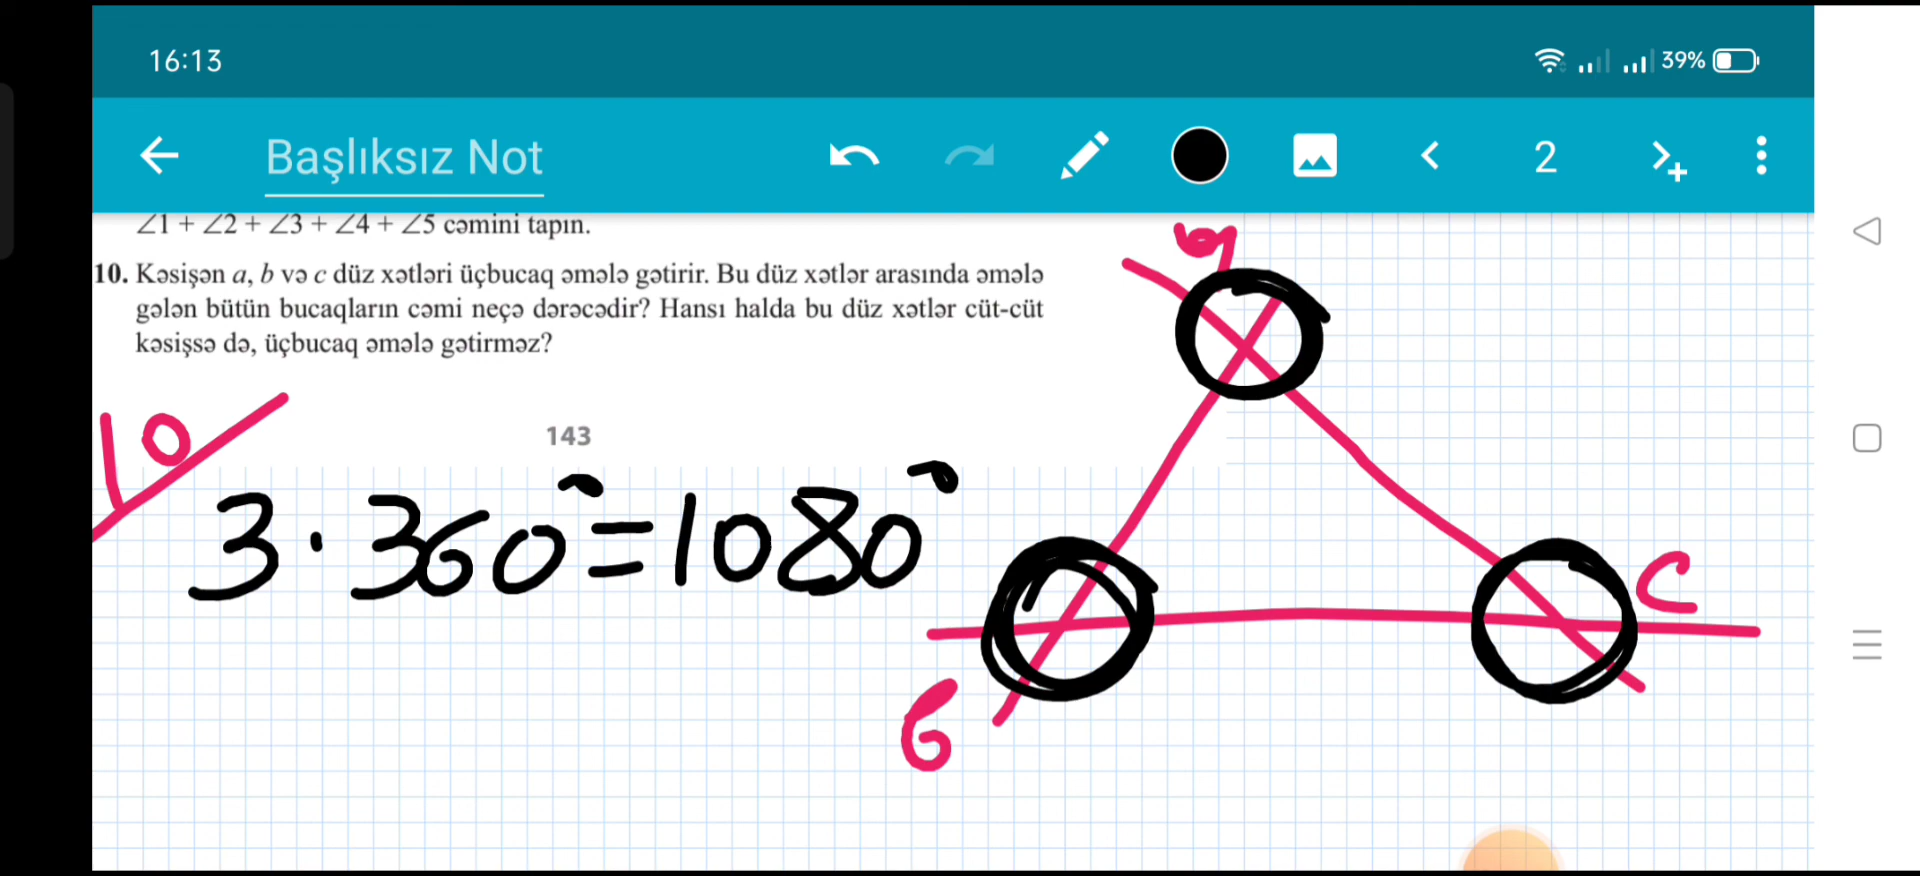 16:13
39%
Başlıksız Not
2
∠1 + ∠2 + ∠3 + ∠4 + ∠5 cəmini tapın.
10. Kəsişən a, b və c düz xətləri üçbucaq əmələ gətirir. Bu düz xətlər arasında əmələ
gələn bütün bucaqların cəmi neçə dərəcədir? Hansı halda bu düz xətlər cüt-cüt
kəsişsə də, üçbucaq əmələ gətirməz?
143
10
3·360°=1080°
a
c
b